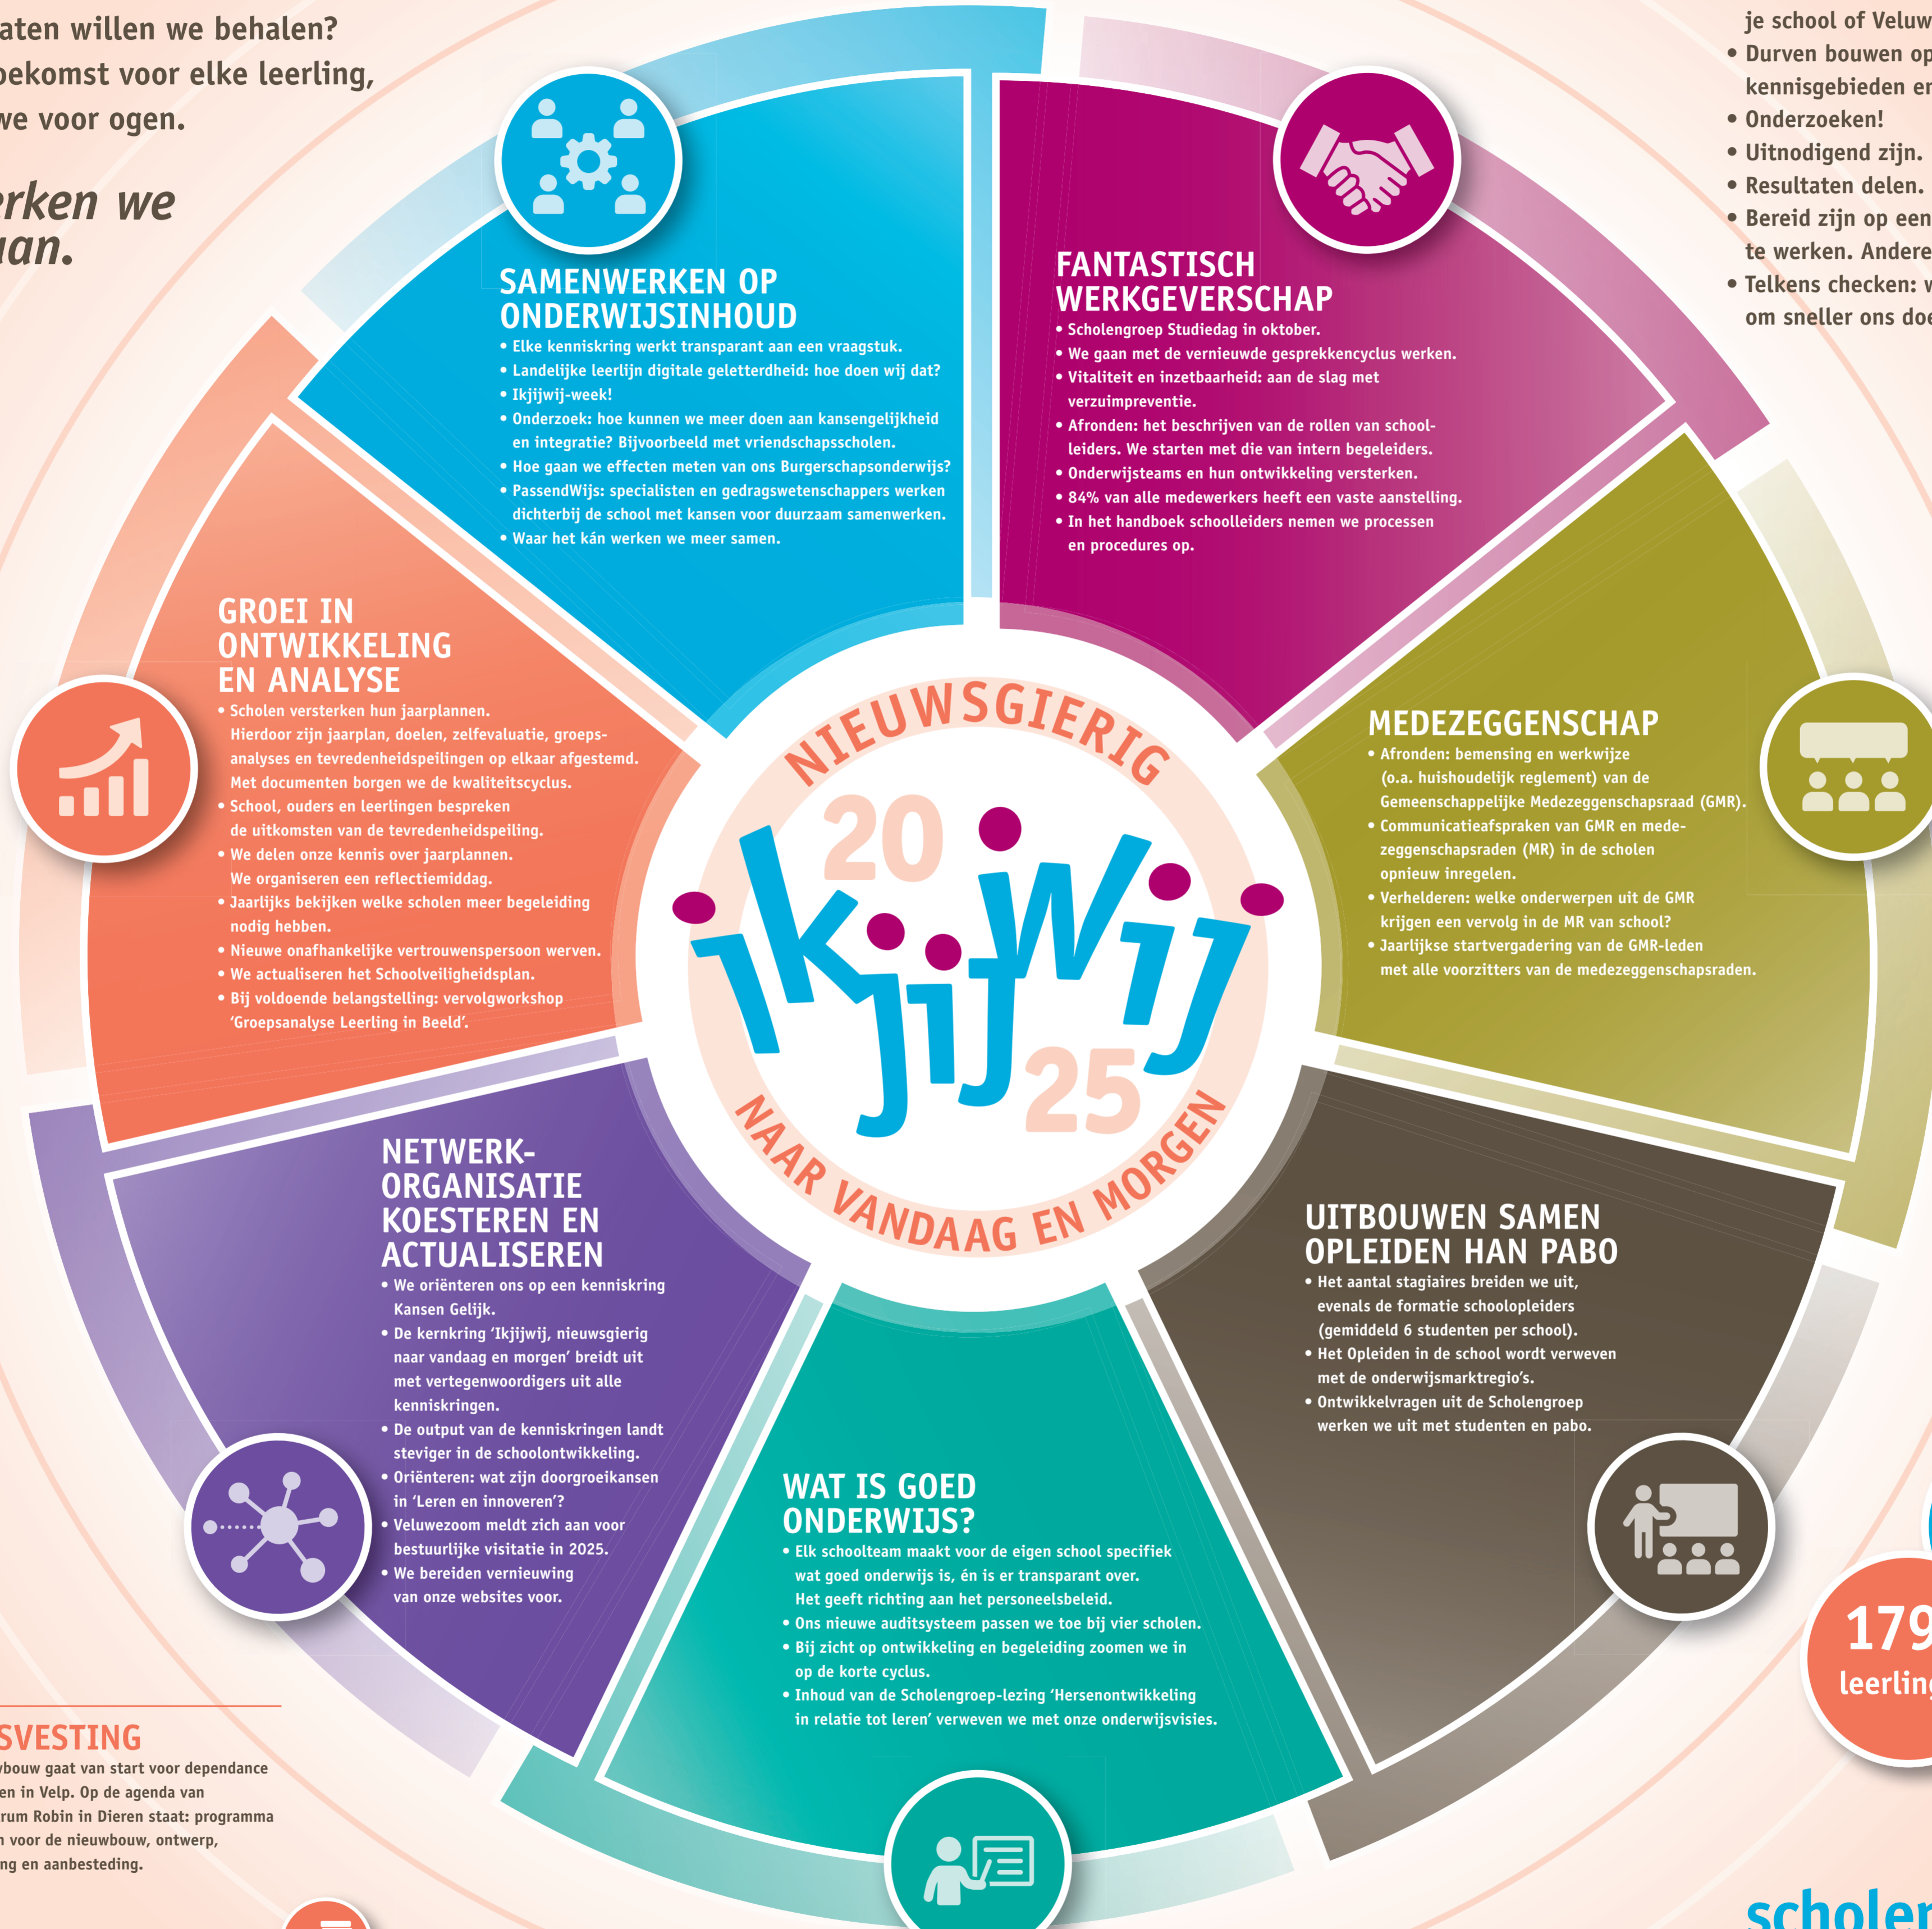 aten willen we behalen?
oekomst voor elke leerling,
we voor ogen.
erken we
aan.
je school of Veluw
• Durven bouwen op
kennisgebieden en
• Onderzoeken!
• Uitnodigend zijn.
• Resultaten delen.
• Bereid zijn op een
te werken. Andere
• Telkens checken: w
om sneller ons doe
SAMENWERKEN OP
ONDERWIJSINHOUD
• Elke kenniskring werkt transparant aan een vraagstuk.
• Landelijke leerlijn digitale geletterdheid: hoe doen wij dat?
• Ikjijwij-week!
• Onderzoek: hoe kunnen we meer doen aan kansengelijkheid
en integratie? Bijvoorbeeld met vriendschapsscholen.
• Hoe gaan we effecten meten van ons Burgerschapsonderwijs?
• PassendWijs: specialisten en gedragswetenschappers werken
dichterbij de school met kansen voor duurzaam samenwerken.
• Waar het kán werken we meer samen.
FANTASTISCH
WERKGEVERSCHAP
• Scholengroep Studiedag in oktober.
• We gaan met de vernieuwde gesprekkencyclus werken.
• Vitaliteit en inzetbaarheid: aan de slag met
verzuimpreventie.
• Afronden: het beschrijven van de rollen van school-
leiders. We starten met die van intern begeleiders.
• Onderwijsteams en hun ontwikkeling versterken.
• 84% van alle medewerkers heeft een vaste aanstelling.
• In het handboek schoolleiders nemen we processen
en procedures op.
GROEI IN
ONTWIKKELING
EN ANALYSE
• Scholen versterken hun jaarplannen.
Hierdoor zijn jaarplan, doelen, zelfevaluatie, groeps-
analyses en tevredenheidspeilingen op elkaar afgestemd.
Met documenten borgen we de kwaliteitscyclus.
• School, ouders en leerlingen bespreken
de uitkomsten van de tevredenheidspeiling.
• We delen onze kennis over jaarplannen.
We organiseren een reflectiemiddag.
• Jaarlijks bekijken welke scholen meer begeleiding
nodig hebben.
• Nieuwe onafhankelijke vertrouwenspersoon werven.
• We actualiseren het Schoolveiligheidsplan.
• Bij voldoende belangstelling: vervolgworkshop
‘Groepsanalyse Leerling in Beeld’.
NIEUWSGIERIG
20
ik jij wij
25
NAAR VANDAAG EN MORGEN
MEDEZEGGENSCHAP
• Afronden: bemensing en werkwijze
(o.a. huishoudelijk reglement) van de
Gemeenschappelijke Medezeggenschapsraad (GMR).
• Communicatieafspraken van GMR en mede-
zeggenschapsraden (MR) in de scholen
opnieuw inregelen.
• Verhelderen: welke onderwerpen uit de GMR
krijgen een vervolg in de MR van school?
• Jaarlijkse startvergadering van de GMR-leden
met alle voorzitters van de medezeggenschapsraden.
NETWERK-
ORGANISATIE
KOESTEREN EN
ACTUALISEREN
• We oriënteren ons op een kenniskring
Kansen Gelijk.
• De kernkring ‘Ikjijwij, nieuwsgierig
naar vandaag en morgen’ breidt uit
met vertegenwoordigers uit alle
kenniskringen.
• De output van de kenniskringen landt
steviger in de schoolontwikkeling.
• Oriënteren: wat zijn doorgroeikansen
in ‘Leren en innoveren’?
• Veluwezoom meldt zich aan voor
bestuurlijke visitatie in 2025.
• We bereiden vernieuwing
van onze websites voor.
UITBOUWEN SAMEN
OPLEIDEN HAN PABO
• Het aantal stagiaires breiden we uit,
evenals de formatie schoolopleiders
(gemiddeld 6 studenten per school).
• Het Opleiden in de school wordt verweven
met de onderwijsmarktregio’s.
• Ontwikkelvragen uit de Scholengroep
werken we uit met studenten en pabo.
WAT IS GOED
ONDERWIJS?
• Elk schoolteam maakt voor de eigen school specifiek
wat goed onderwijs is, én is er transparant over.
Het geeft richting aan het personeelsbeleid.
• Ons nieuwe auditsysteem passen we toe bij vier scholen.
• Bij zicht op ontwikkeling en begeleiding zoomen we in
op de korte cyclus.
• Inhoud van de Scholengroep-lezing ‘Hersenontwikkeling
in relatie tot leren’ verweven we met onze onderwijsvisies.
SVESTING
wbouw gaat van start voor dependance
en in Velp. Op de agenda van
rum Robin in Dieren staat: programma
n voor de nieuwbouw, ontwerp,
ng en aanbesteding.
179
leerling
scholen